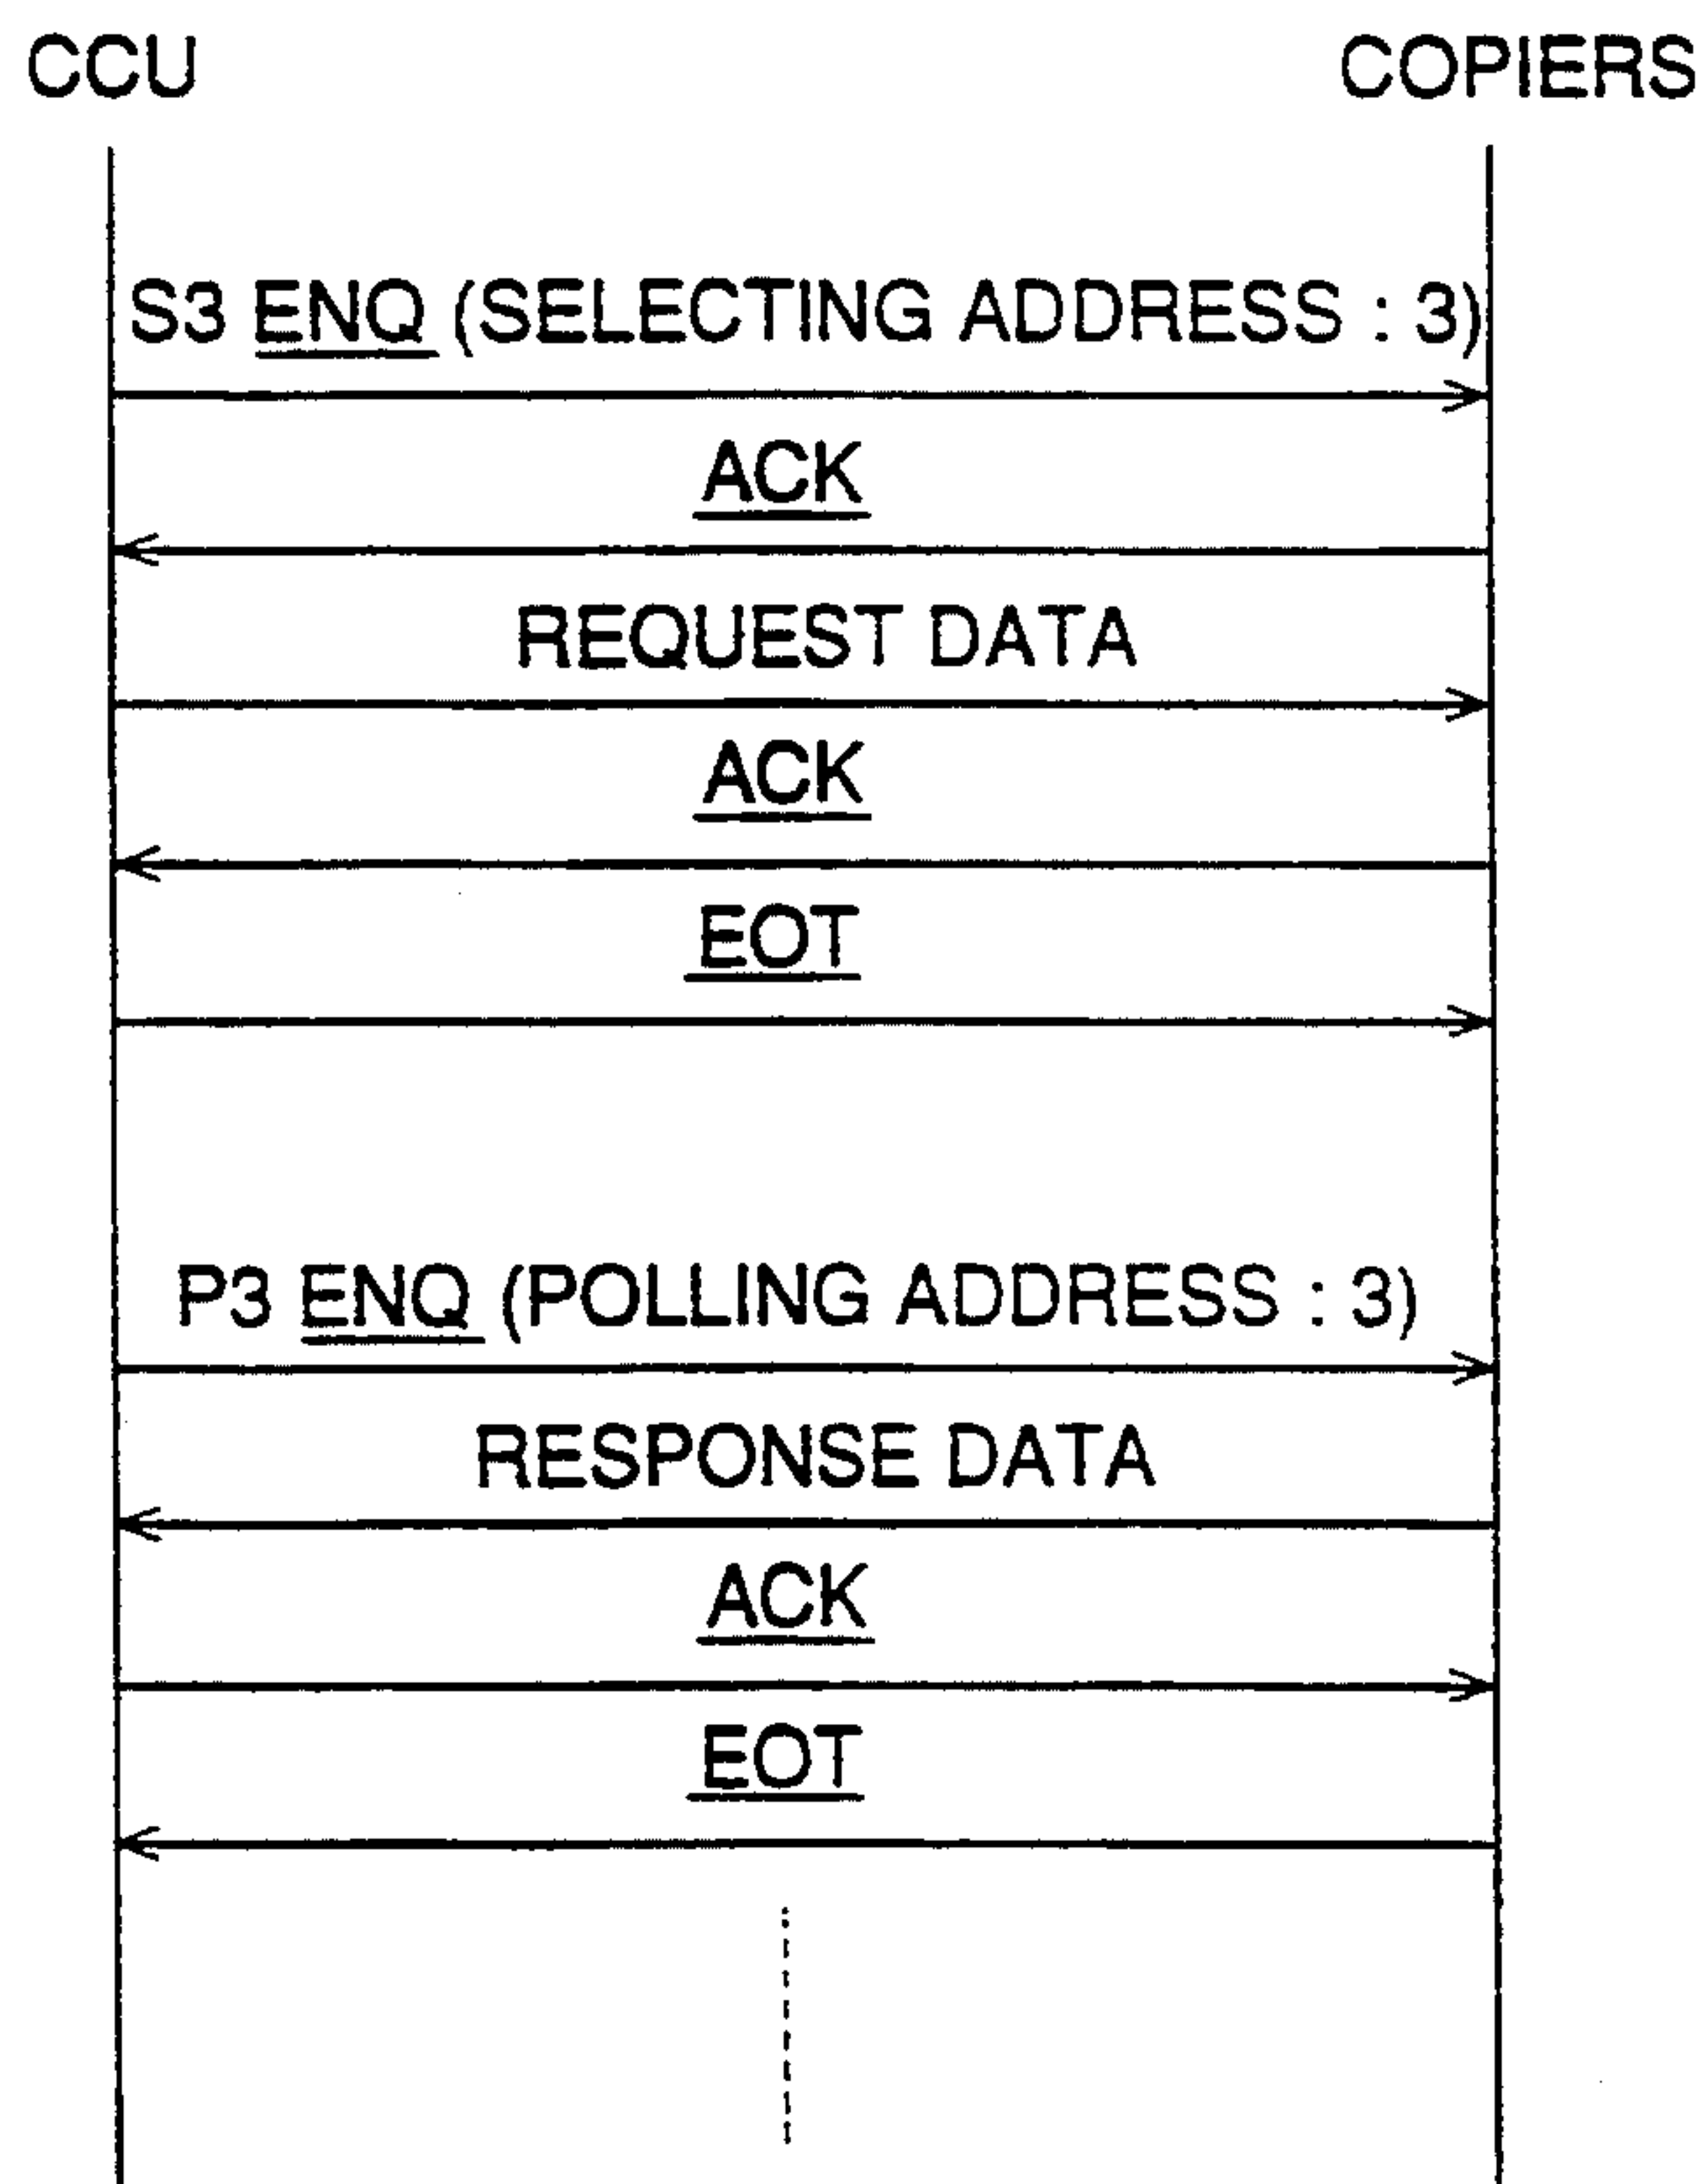 CCU COPIERS
S3 ENQ (SELECTING ADDRESS : 3)
ACK
REQUEST DATA
ACK
EOT
P3 ENQ (POLLING ADDRESS : 3)
RESPONSE DATA
ACK
EOT